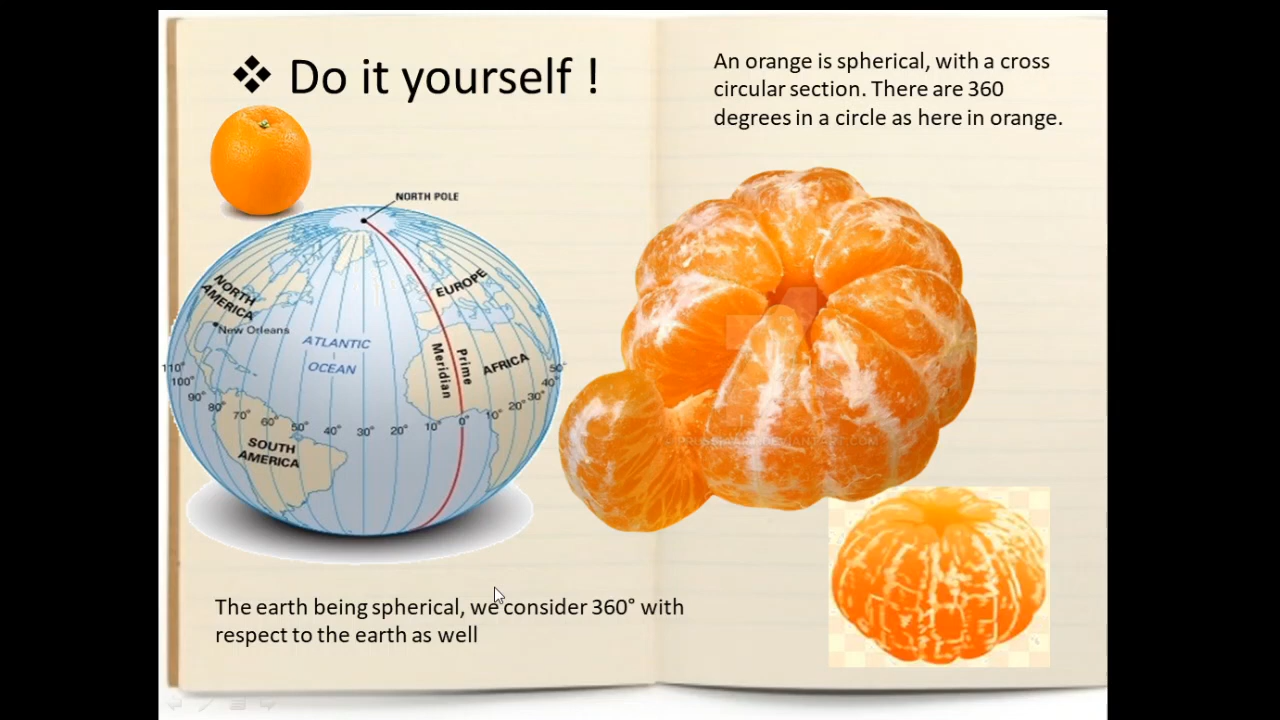 ❖ Do it yourself !
An orange is spherical, with a cross
circular section. There are 360
degrees in a circle as here in orange.
NORTH POLE
NORTH
AMERICA
New Orleans
EUROPE
ATLANTIC
OCEAN
Prime
Meridian
AFRICA
110°
100°
90°
80°
70°
60°
50°
40°
30°
20°
10°
0°
10°
20°
30°
40°
50°
SOUTH
AMERICA
The earth being spherical, we consider 360° with
respect to the earth as well